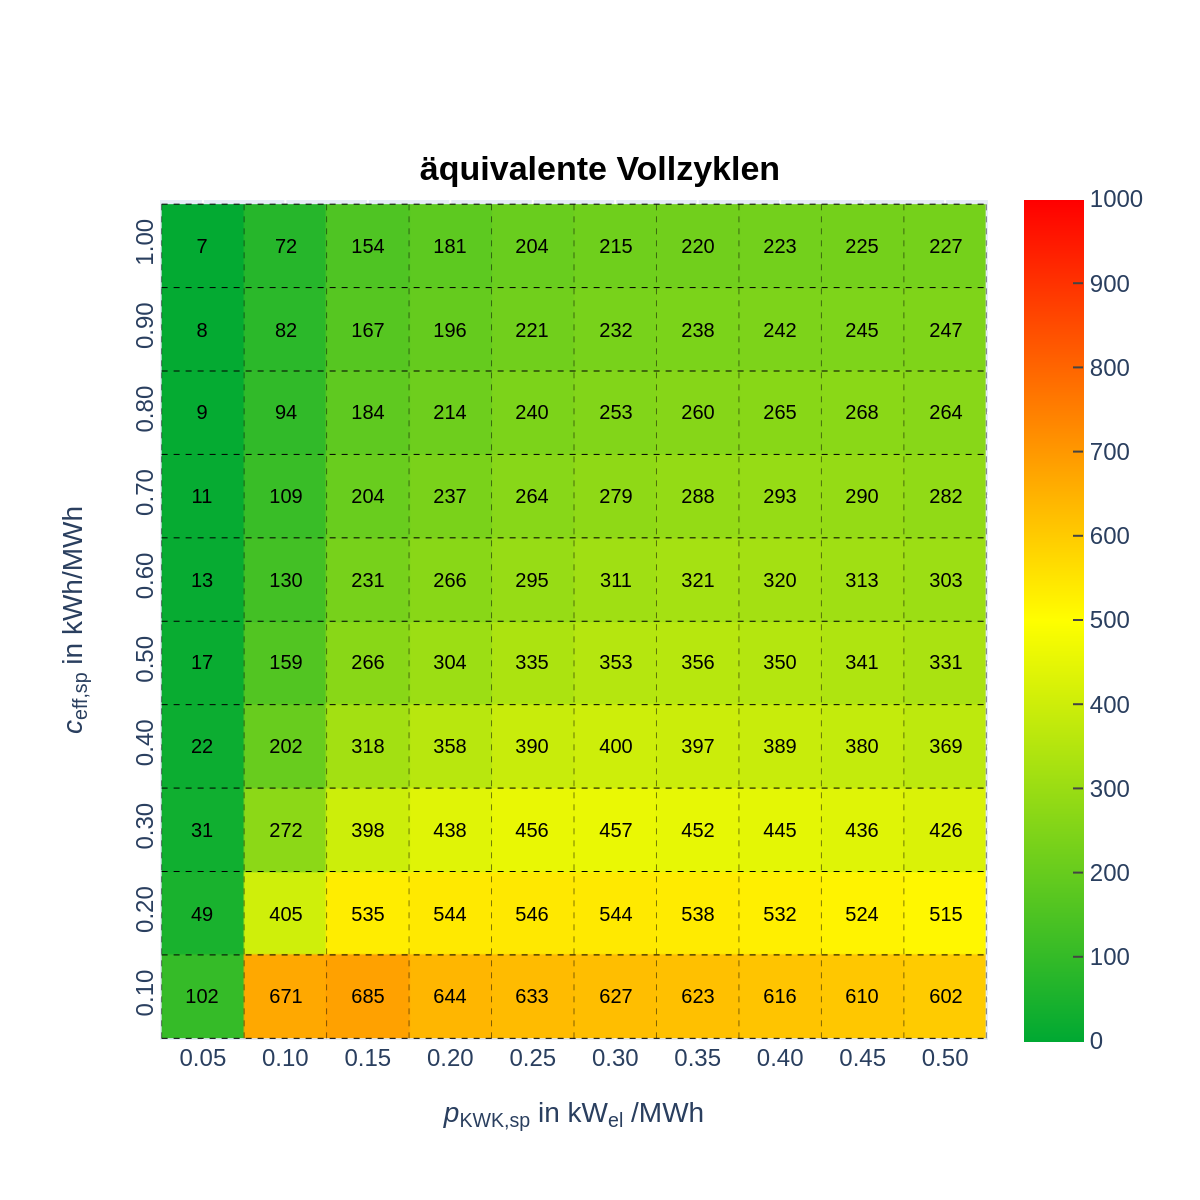 äquivalente Vollzyklen
1000
1.00 7 72 154 181 204 215 220 223 225 227
900
0.90 8 82 167 196 221 232 238 242 245 247
800
0.80 9 94 184 214 240 253 260 265 268 264
700
0.70 11 109 204 237 264 279 288 293 290 282
600
0.60 13 130 231 266 295 311 321 320 313 303
500
0.50 17 159 266 304 335 353 356 350 341 331
400
0.40 22 202 318 358 390 400 397 389 380 369
300
0.30 31 272 398 438 456 457 452 445 436 426
200
0.20 49 405 535 544 546 544 538 532 524 515
100
0.10 102 671 685 644 633 627 623 616 610 602
0
0.05 0.10 0.15 0.20 0.25 0.30 0.35 0.40 0.45 0.50
c_eff,sp in kWh/MWh
p_KWK,sp in kW_el /MWh